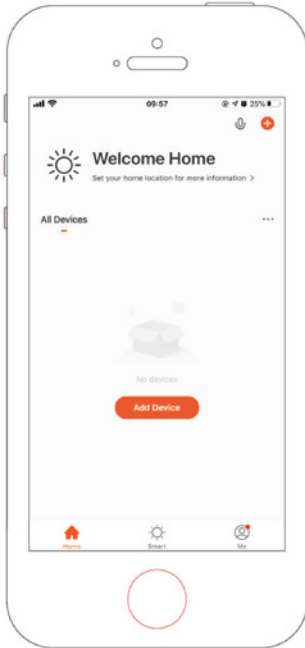 09:57
25%
Welcome Home
Set your home location for more information >
All Devices
...
No devices
Add Device
Home
Smart
Me